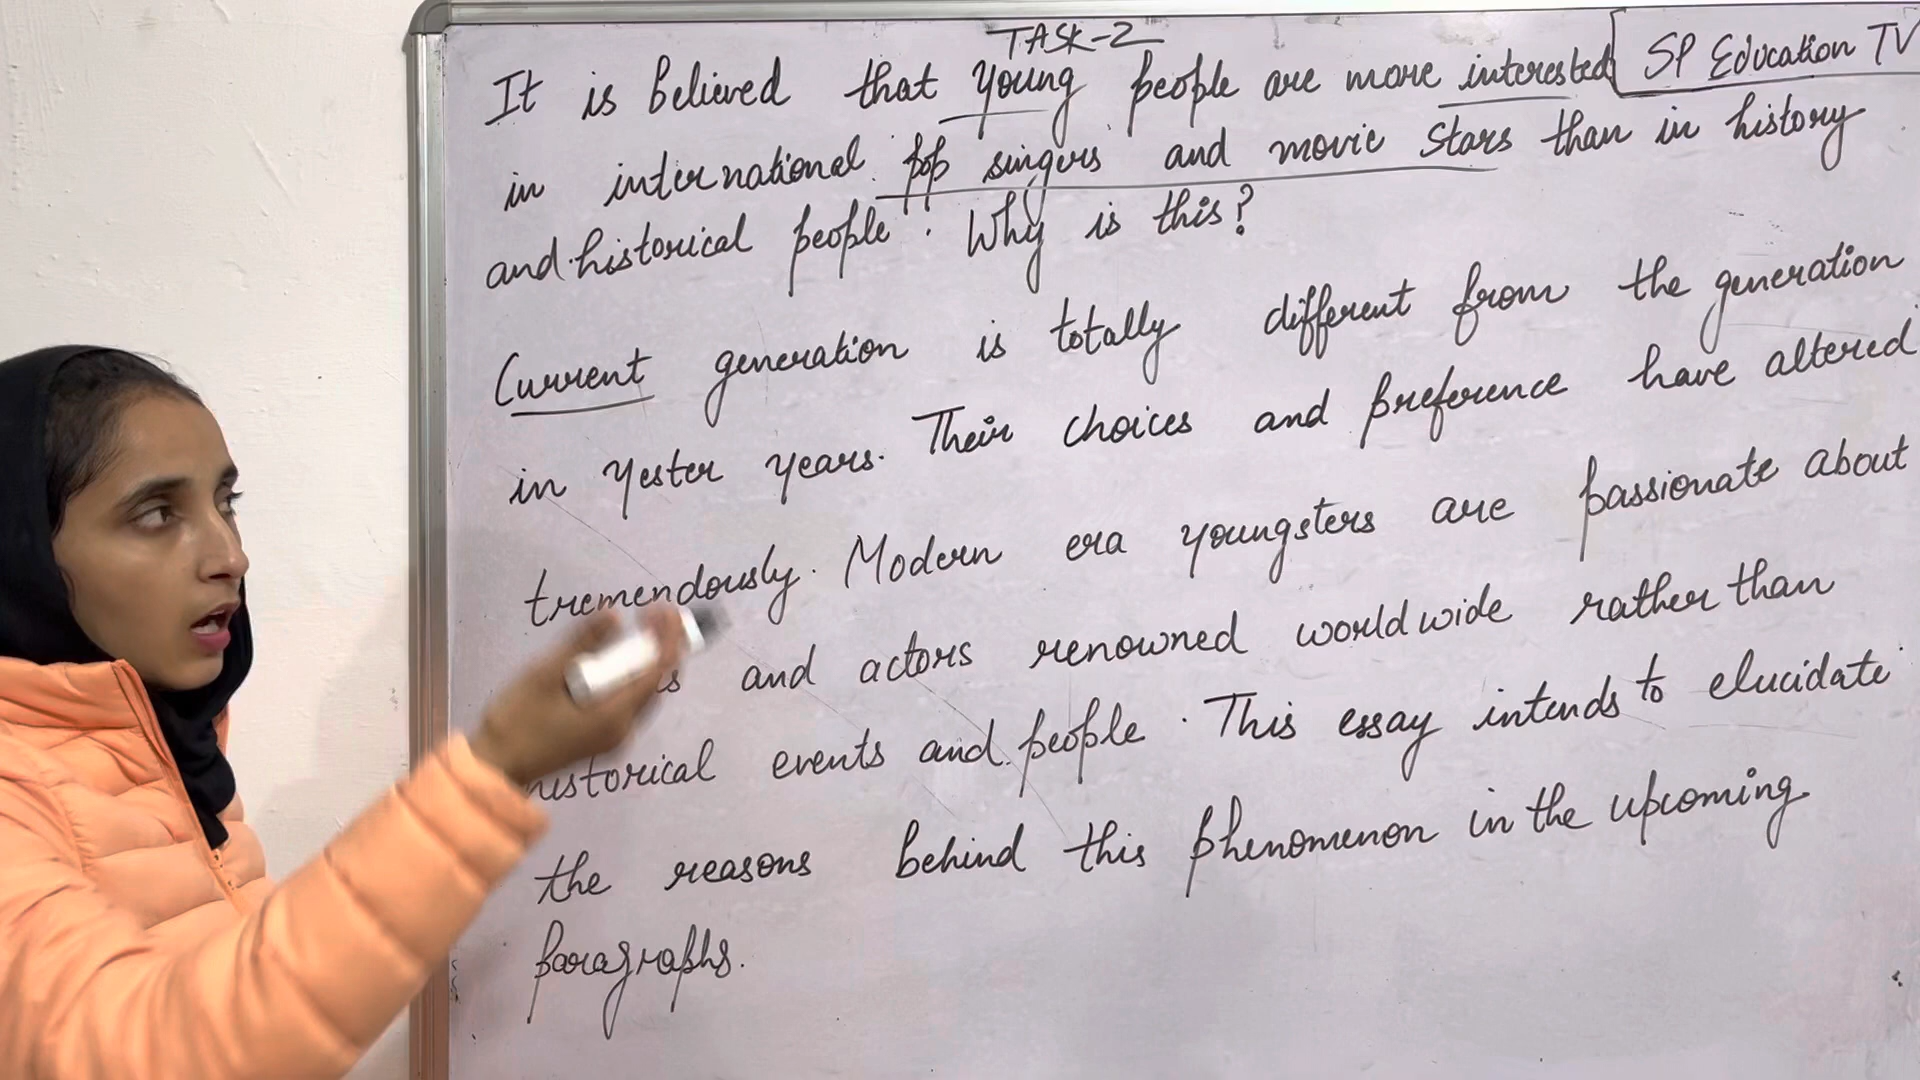 TASK-2
It is believed that young people are more interested
SP Education TV
in international pop singers and movie stars than in history
and historical people. Why is this?
Current generation is totally different from the generation
in Yester years. Their choices and preference have altered
tremendously. Modern era youngsters are passionate about
and actors renowned worldwide rather than
historical events and people. This essay intends to elucidate
the reasons behind this phenomenon in the upcoming
paragraphs.